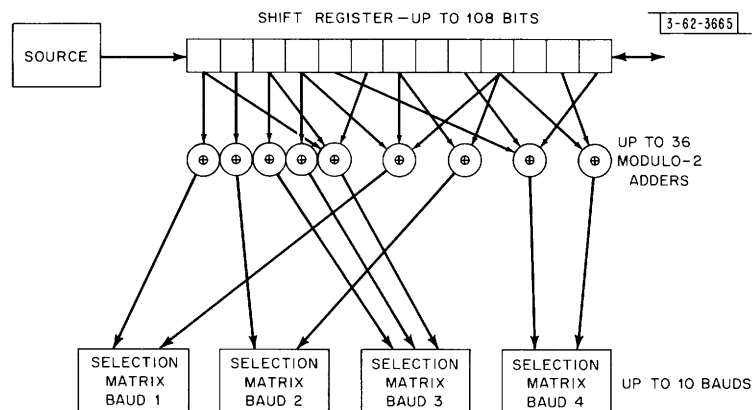 SHIFT REGISTER—UP TO 108 BITS
3-62-3665
SOURCE
⊕ ⊕ ⊕ ⊕ ⊕ ⊕ ⊕ ⊕ ⊕
UP TO 36
MODULO-2
ADDERS
SELECTION
MATRIX
BAUD 1
SELECTION
MATRIX
BAUD 2
SELECTION
MATRIX
BAUD 3
SELECTION
MATRIX
BAUD 4
UP TO 10 BAUDS